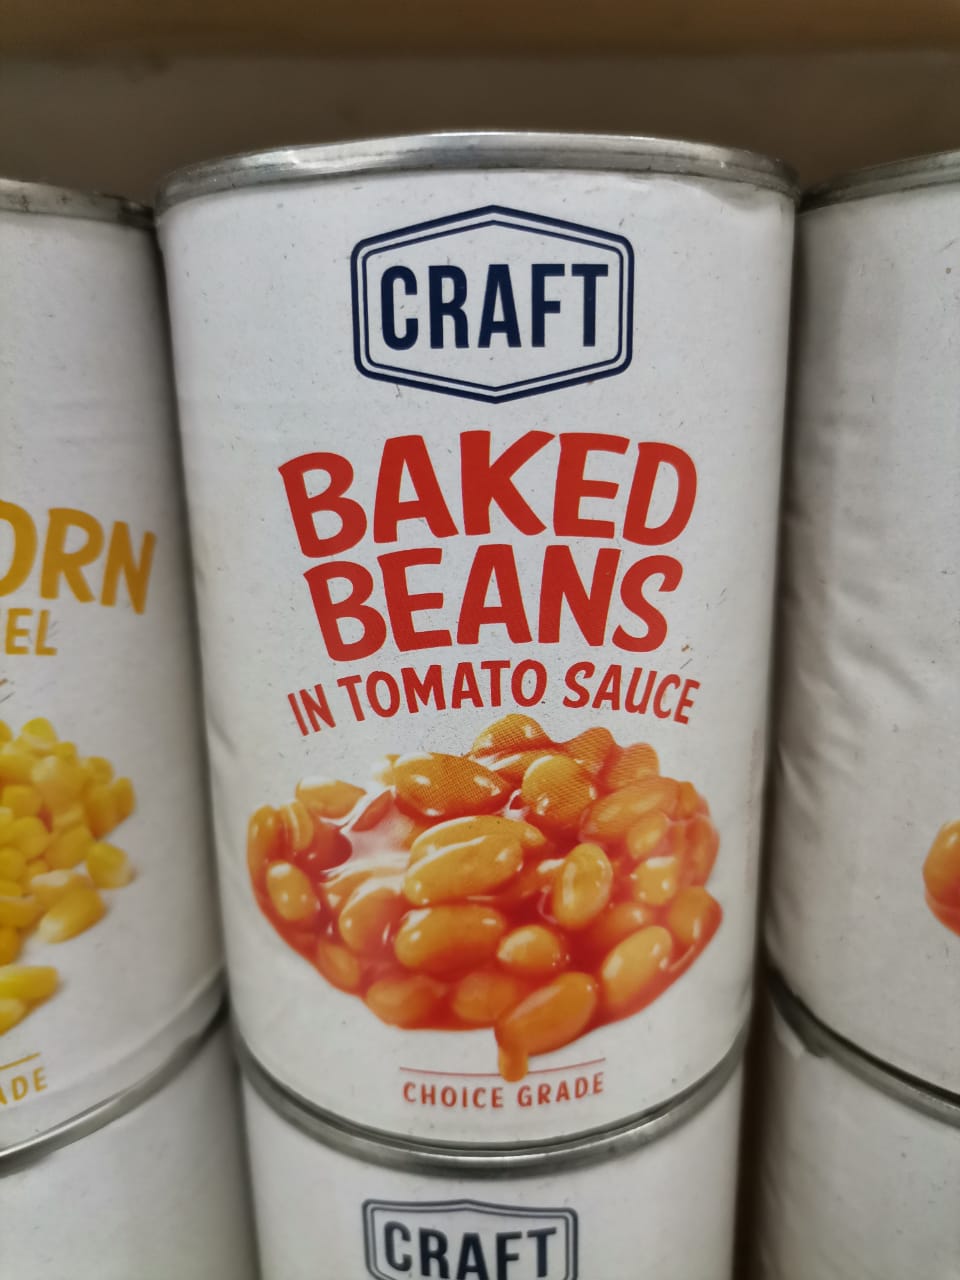 CRAFT
BAKED
BEANS
IN TOMATO SAUCE
CHOICE GRADE
CRAFT